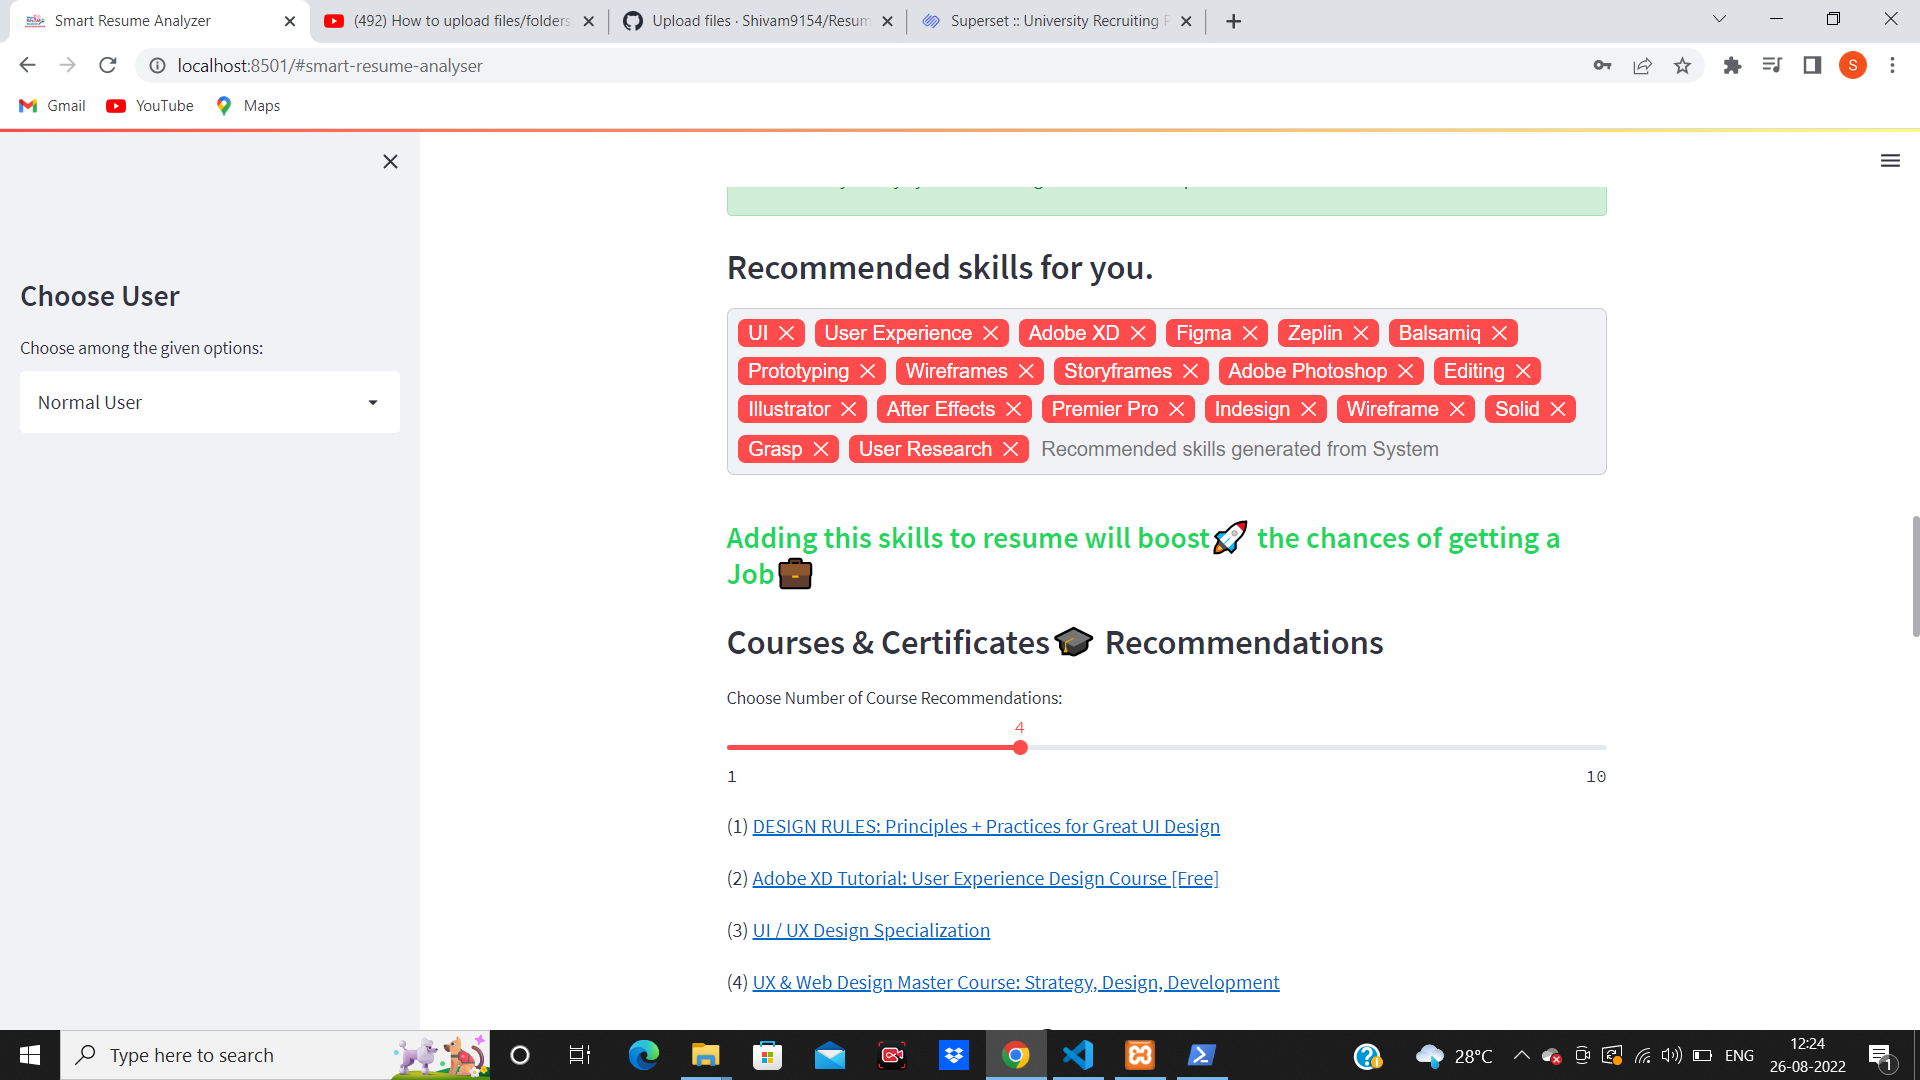 Smart Resume Analyzer
(492) How to upload files/folders
Upload files · Shivam9154/Resum
Superset :: University Recruiting P
localhost:8501/#smart-resume-analyser
S
Gmail
YouTube
Maps
Choose User
Choose among the given options:
Normal User
Recommended skills for you.
UI
User Experience
Adobe XD
Figma
Zeplin
Balsamiq
Prototyping
Wireframes
Storyframes
Adobe Photoshop
Editing
Illustrator
After Effects
Premier Pro
Indesign
Wireframe
Solid
Grasp
User Research
Recommended skills generated from System
Adding this skills to resume will boost🚀 the chances of getting a
Job💼
Courses & Certificates🎓 Recommendations
Choose Number of Course Recommendations:
4
1
10
(1) DESIGN RULES: Principles + Practices for Great UI Design
(2) Adobe XD Tutorial: User Experience Design Course [Free]
(3) UI / UX Design Specialization
(4) UX & Web Design Master Course: Strategy, Design, Development
Type here to search
28°C
ENG
12:24
26-08-2022
1